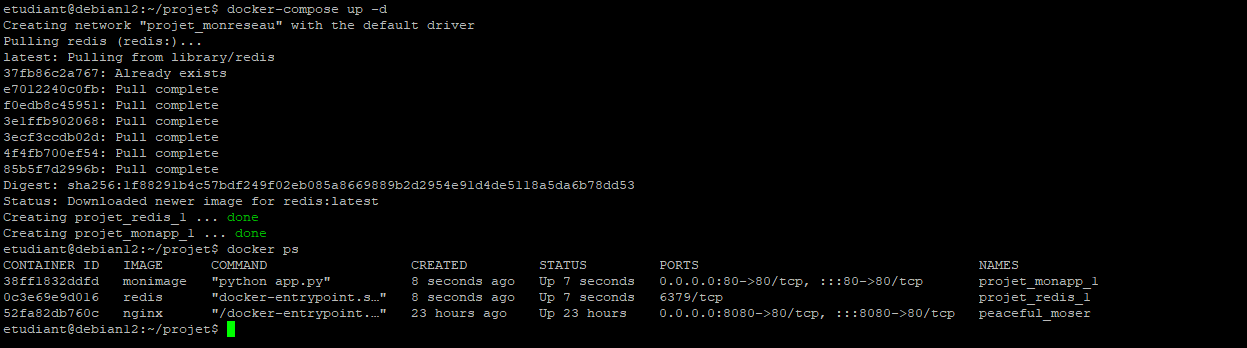 etudiant@debian12:~/projet$ docker-compose up -d
Creating network "projet_monreseau" with the default driver
Pulling redis (redis:)...
latest: Pulling from library/redis
37fb86c2a767: Already exists
e7012240c0fb: Pull complete
f0edb8c45951: Pull complete
3e1ffb902068: Pull complete
3ecf3ccdb02d: Pull complete
4f4fb700ef54: Pull complete
85b5f7d2996b: Pull complete
Digest: sha256:1f88291b4c57bdf249f02eb085a8669889b2d2954e91d4de5118a5da6b78dd53
Status: Downloaded newer image for redis:latest
Creating projet_redis_1 ... done
Creating projet_monapp_1 ... done
etudiant@debian12:~/projet$ docker ps
CONTAINER ID   IMAGE      COMMAND                  CREATED         STATUS         PORTS                                   NAMES
38ff1832ddfd   monimage   "python app.py"          8 seconds ago   Up 7 seconds   0.0.0.0:80->80/tcp, :::80->80/tcp       projet_monapp_1
0c3e69e9d016   redis      "docker-entrypoint.s…"   8 seconds ago   Up 7 seconds   6379/tcp                                projet_redis_1
52fa82db760c   nginx      "/docker-entrypoint.…"   23 hours ago    Up 23 hours    0.0.0.0:8080->80/tcp, :::8080->80/tcp   peaceful_moser
etudiant@debian12:~/projet$